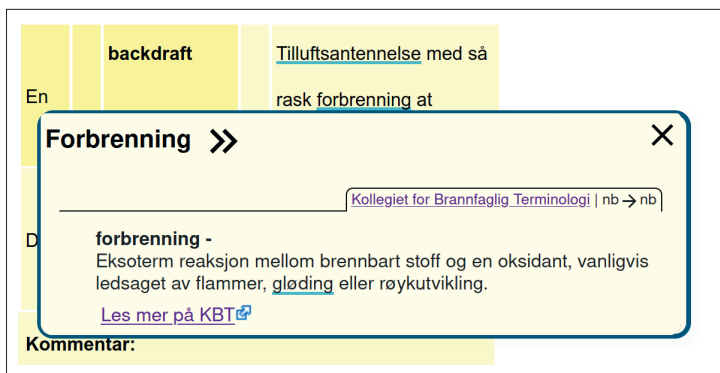 backdraft
Tilluftsantennelse med så
En
rask forbrenning at
Forbrenning
Kollegiet for Brannfaglig Terminologi | nb → nb
D
forbrenning -
Eksoterm reaksjon mellom brennbart stoff og en oksidant, vanligvis
ledsaget av flammer, gløding eller røykutvikling.
Les mer på KBT
Kommentar: